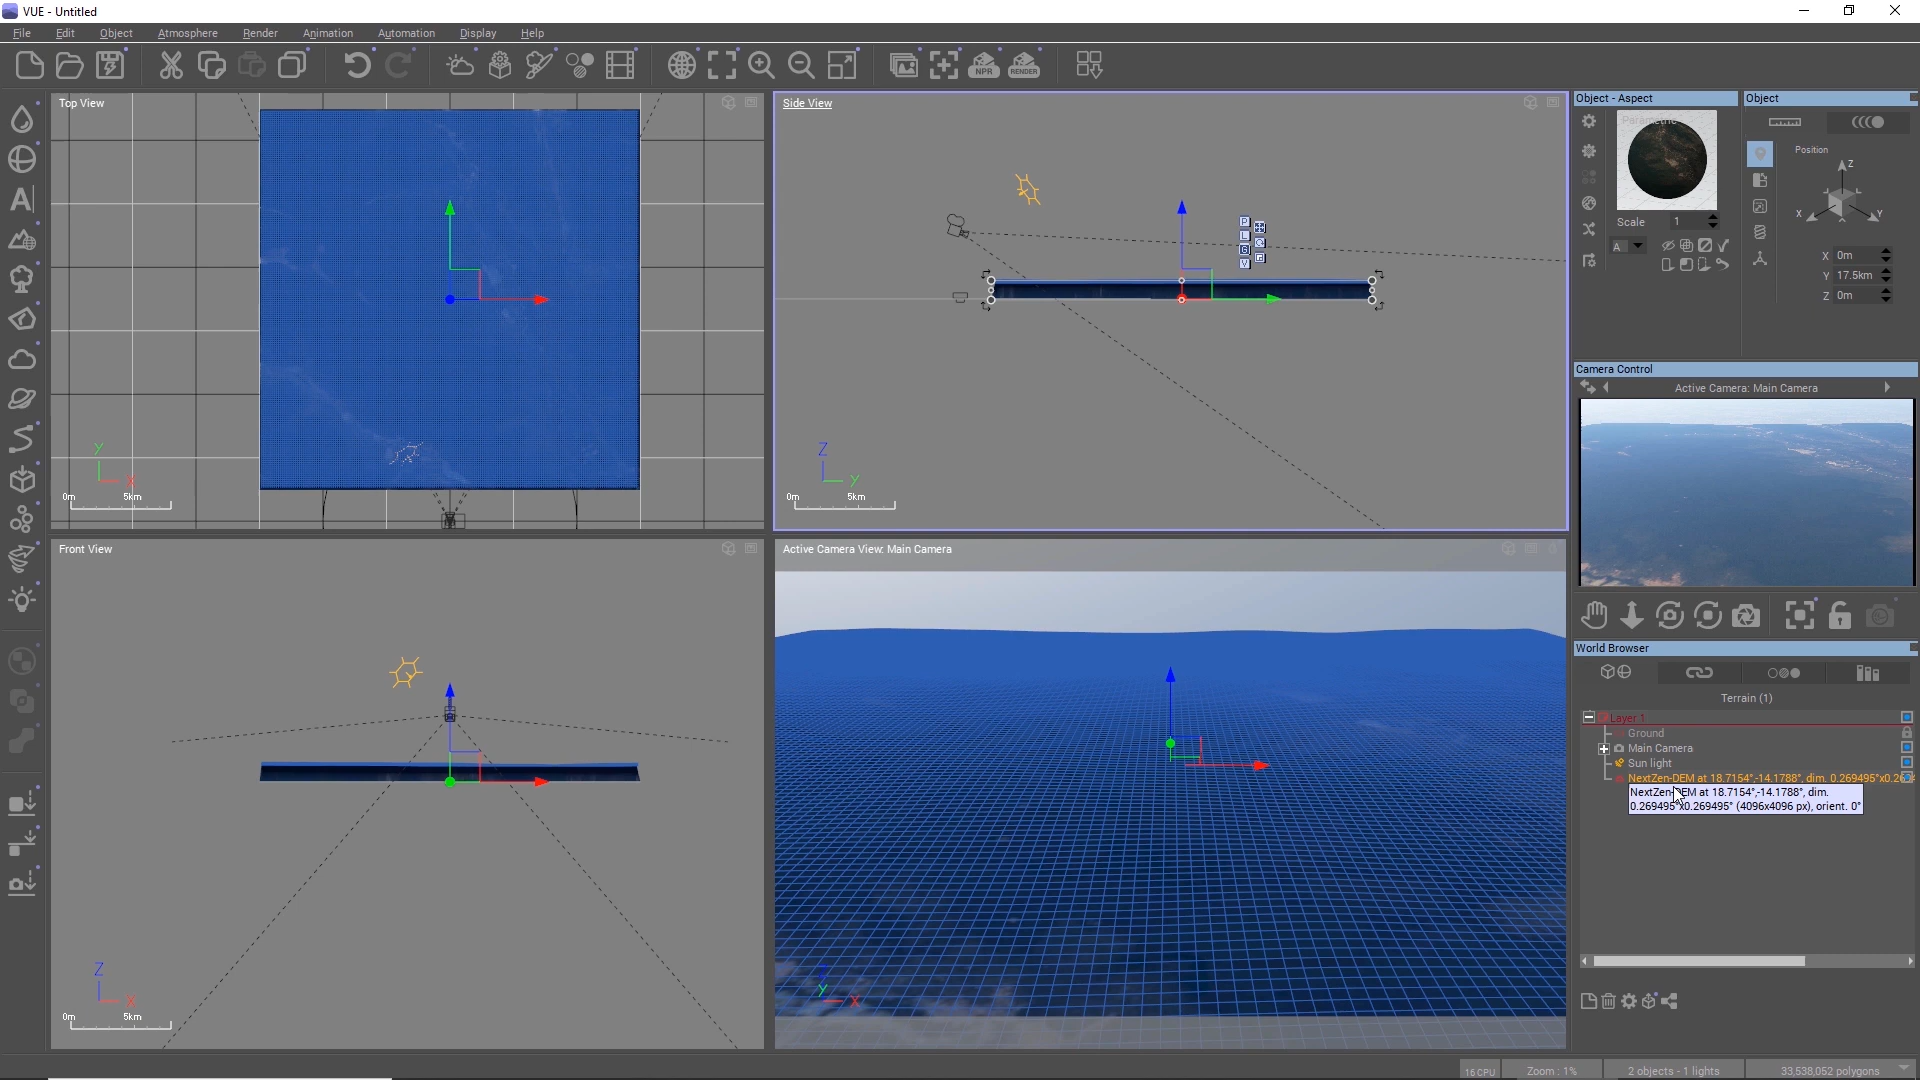 VUE - Untitled
File Edit Object Atmosphere Render Animation Automation Display Help
NPR RENDER
Top View
Y
X
0m 5km
Side View
P
L
G
V
Z
Y
0m 5km
Front View
Z
X
0m 5km
Active Camera View: Main Camera
Y
X
Object - Aspect
Parametric
Scale 1
A
Object
Position
Z
X Y
X 0m
Y 17.5km
Z 0m
Camera Control
Active Camera: Main Camera
World Browser
Terrain (1)
Layer 1
Ground
Main Camera
Sun light
NextZen-DEM at 18.7154°,-14.1788°, dim. 0.269495°x0.26
NextZen-DEM at 18.7154°,-14.1788°, dim.
0.269495°x0.269495° (4096x4096 px), orient. 0°
16 CPU Zoom : 1% 2 objects - 1 lights 33,538,052 polygons